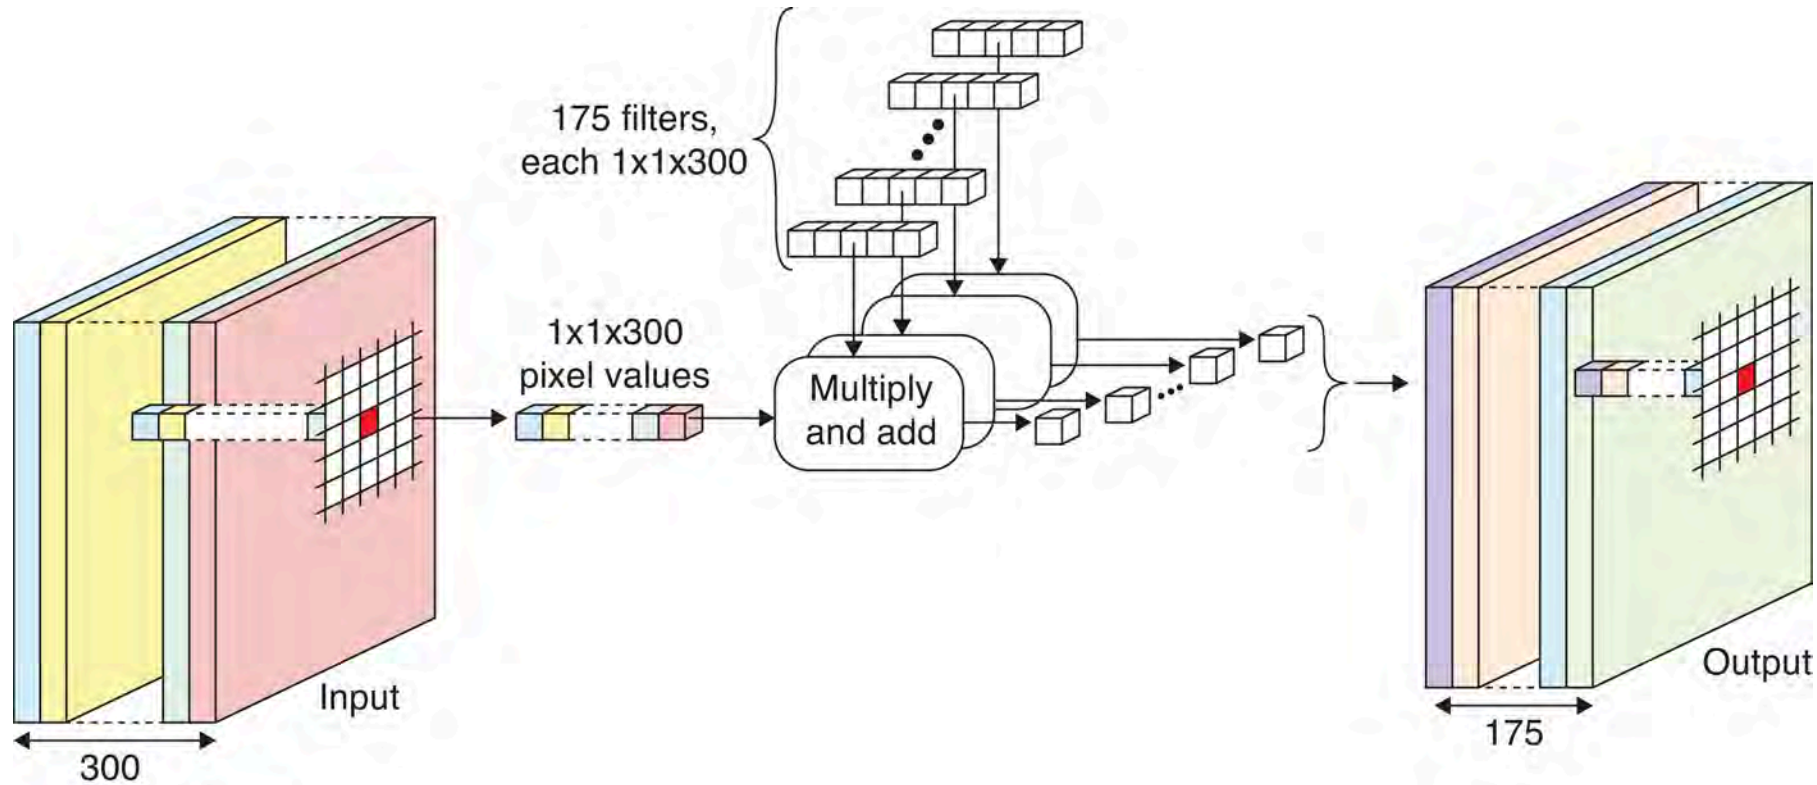 175 filters,
each 1x1x300
1x1x300
pixel values
Multiply
and add
Input
300
Output
175